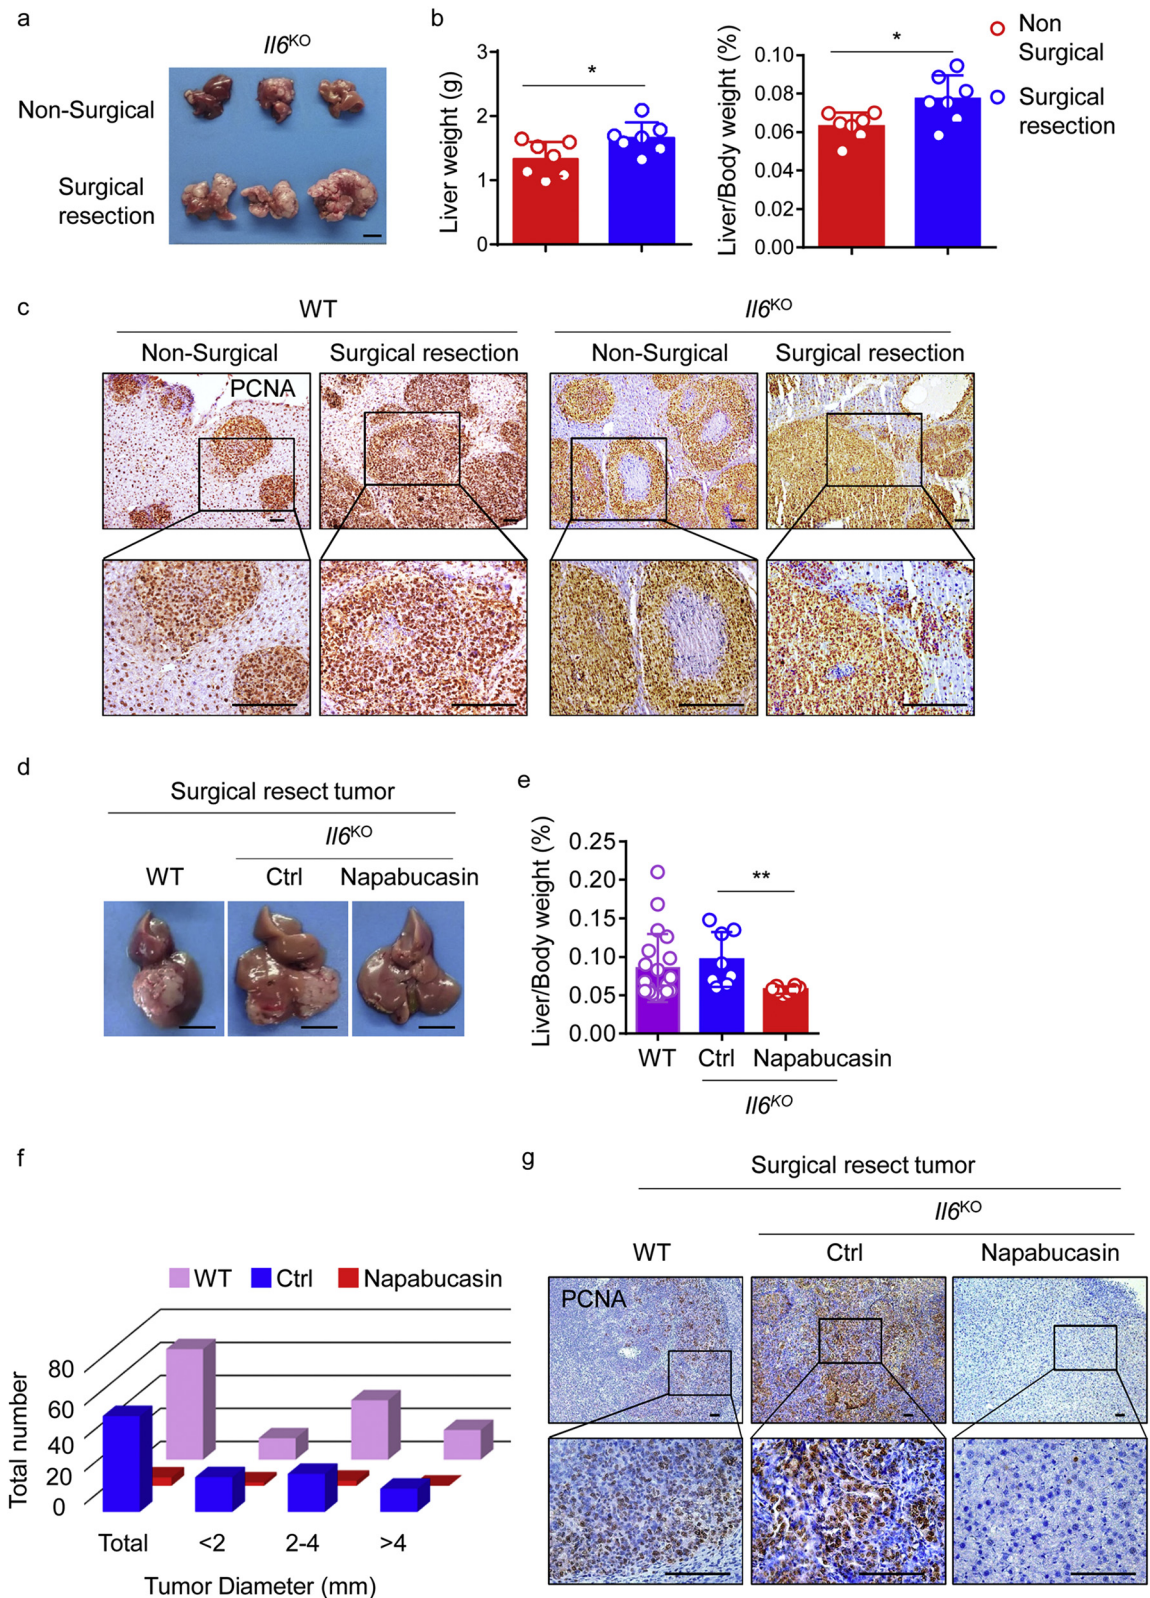 a
Il6KO
Non-Surgical
Surgical
resection
b
Liver weight (g)
3
2
1
0
*
Liver/Body weight (%)
0.10
0.08
0.06
0.04
0.02
0.00
*
Non
Surgical
Surgical
resection
c
WT
Il6KO
Non-Surgical
Surgical resection
Non-Surgical
Surgical resection
PCNA
d
Surgical resect tumor
Il6KO
WT
Ctrl
Napabucasin
e
Liver/Body weight (%)
0.25
0.20
0.15
0.10
0.05
0.00
**
WT
Ctrl
Napabucasin
Il6KO
f
WT
Ctrl
Napabucasin
Total number
80
60
40
20
0
Total
<2
2-4
>4
Tumor Diameter (mm)
g
Surgical resect tumor
Il6KO
WT
Ctrl
Napabucasin
PCNA